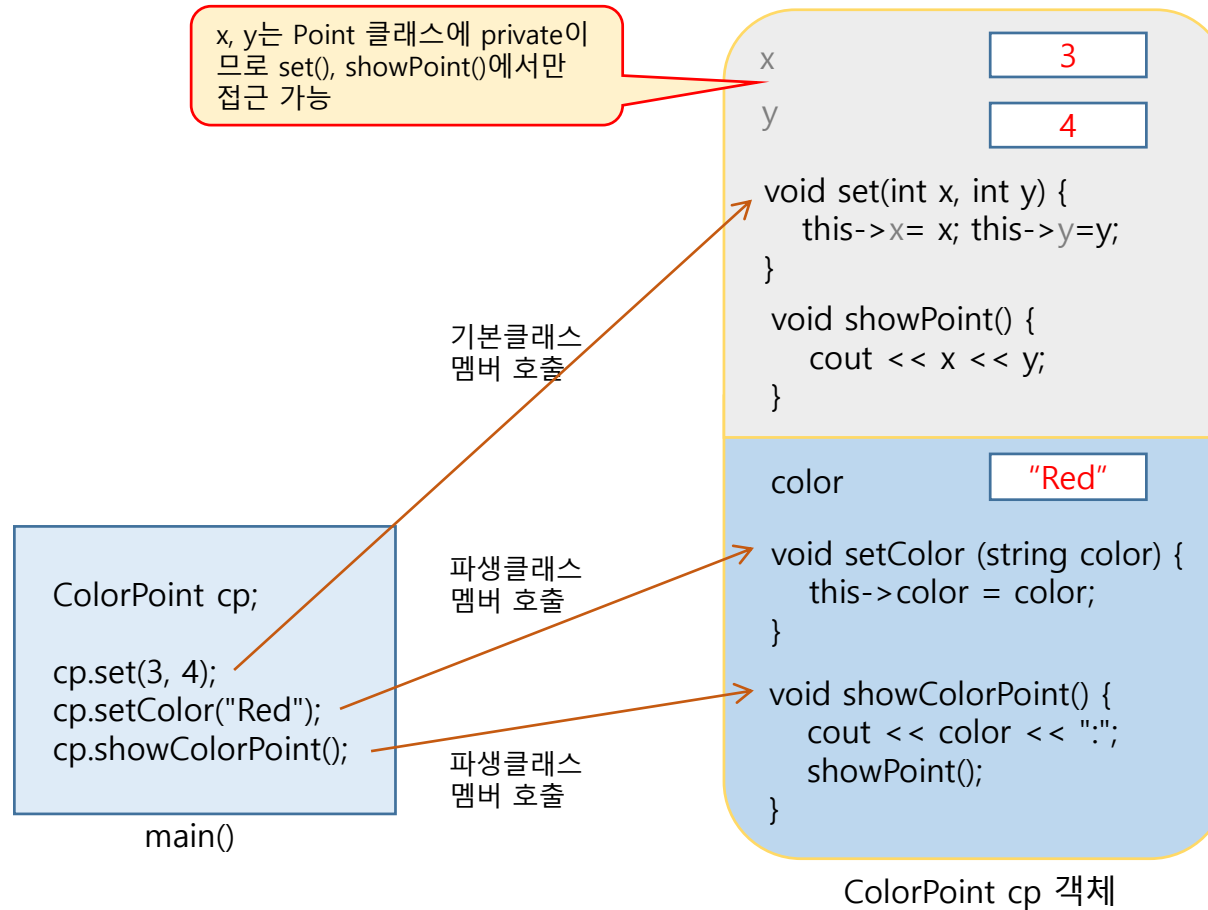 x, y는 Point 클래스에 private이
므로 set(), showPoint()에서만
접근 가능
x
3
y
4
void set(int x, int y) {
this->x= x; this->y=y;
}
void showPoint() {
cout << x << y;
}
기본클래스
멤버 호출
color
"Red"
void setColor (string color) {
this->color = color;
}
void showColorPoint() {
cout << color << ":";
showPoint();
}
파생클래스
멤버 호출
ColorPoint cp;
cp.set(3, 4);
cp.setColor("Red");
cp.showColorPoint();
파생클래스
멤버 호출
main()
ColorPoint cp 객체